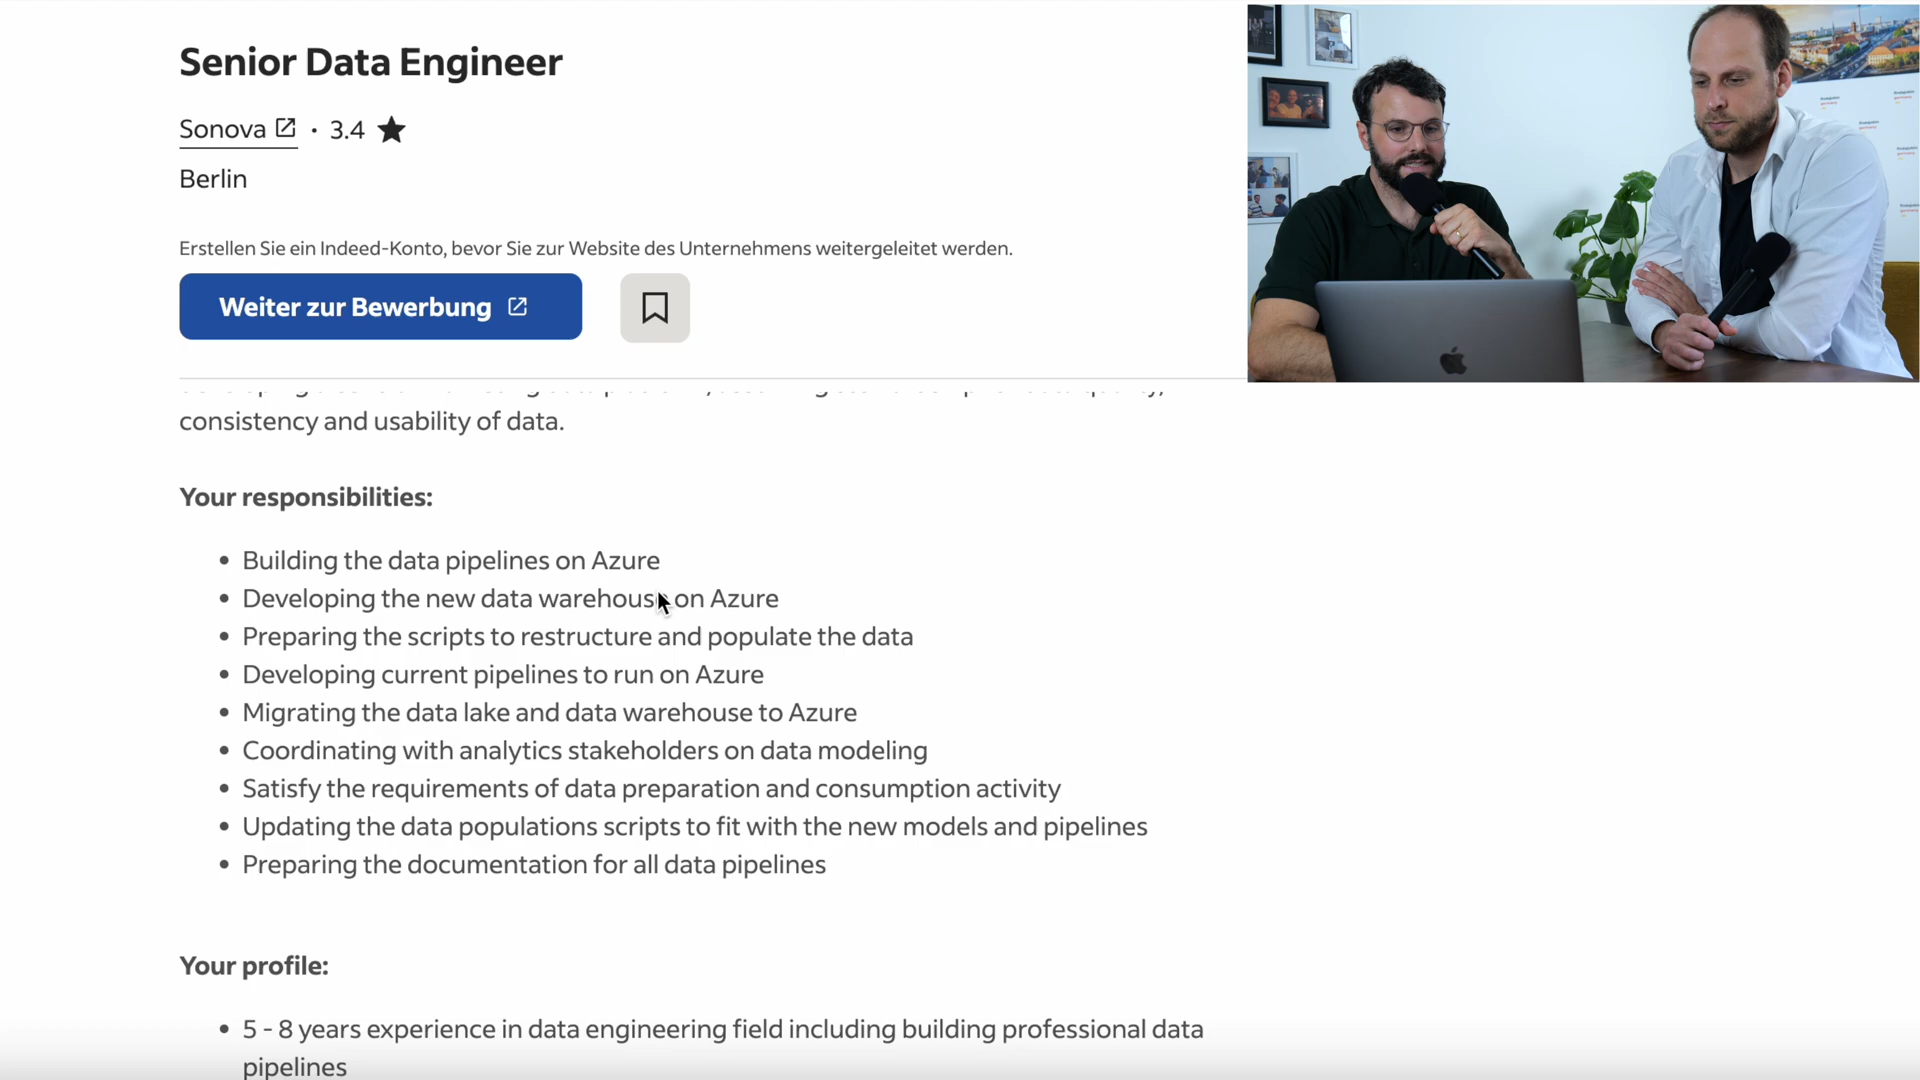 Senior Data Engineer
Sonova · 3.4 ★
Berlin
Erstellen Sie ein Indeed-Konto, bevor Sie zur Website des Unternehmens weitergeleitet werden.
Weiter zur Bewerbung
consistency and usability of data.
Your responsibilities:
• Building the data pipelines on Azure
• Developing the new data warehouse on Azure
• Preparing the scripts to restructure and populate the data
• Developing current pipelines to run on Azure
• Migrating the data lake and data warehouse to Azure
• Coordinating with analytics stakeholders on data modeling
• Satisfy the requirements of data preparation and consumption activity
• Updating the data populations scripts to fit with the new models and pipelines
• Preparing the documentation for all data pipelines
Your profile:
• 5 - 8 years experience in data engineering field including building professional data
pipelines